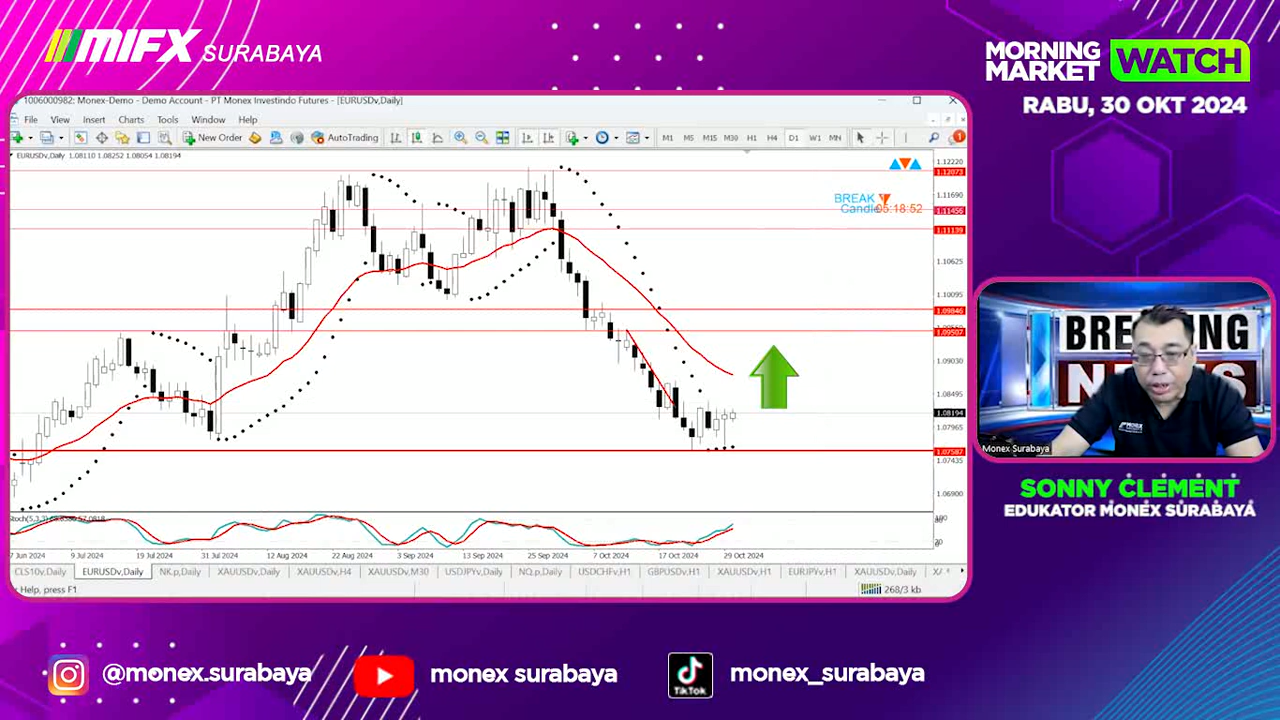 MIFX SURABAYA
MORNING MARKET WATCH
RABU, 30 OKT 2024
1006000982: Monex-Demo - Demo Account - PT Monex Investindo Futures - [EURUSDv,Daily]
File View Insert Charts Tools Window Help
New Order AutoTrading M1 M5 M15 M30 H1 H4 D1 W1 MN
EURUSDv,Daily 1.08110 1.08252 1.08054 1.08194
1.12220
1.12073
1.11690
BREAK
Candle 05:18:52
1.11456
1.11139
1.10625
1.10095
1.09846
1.09507
1.09030
1.08495
1.08194
1.07965
1.07587
1.07435
1.06900
100
20
9 Jul 2024 19 Jul 2024 31 Jul 2024 12 Aug 2024 22 Aug 2024 3 Sep 2024 13 Sep 2024 25 Sep 2024 7 Oct 2024 17 Oct 2024 29 Oct 2024
CLS10v,Daily EURUSDv,Daily NK.p,Daily XAUUSDv,Daily XAUUSDv,H4 XAUUSDv,M30 USDJPYv,Daily NQ.p,Daily USDCHFv,H1 GBPUSDv,H1 XAUUSDv,H1 EURJPYv,H1 XAUUSDv,Daily
Help, press F1
268/3 kb
BREAKING
NEWS
Monex Surabaya
SONNY CLEMENT
EDUKATOR MONEX SURABAYA
@monex.surabaya
monex surabaya
TikTok
monex_surabaya